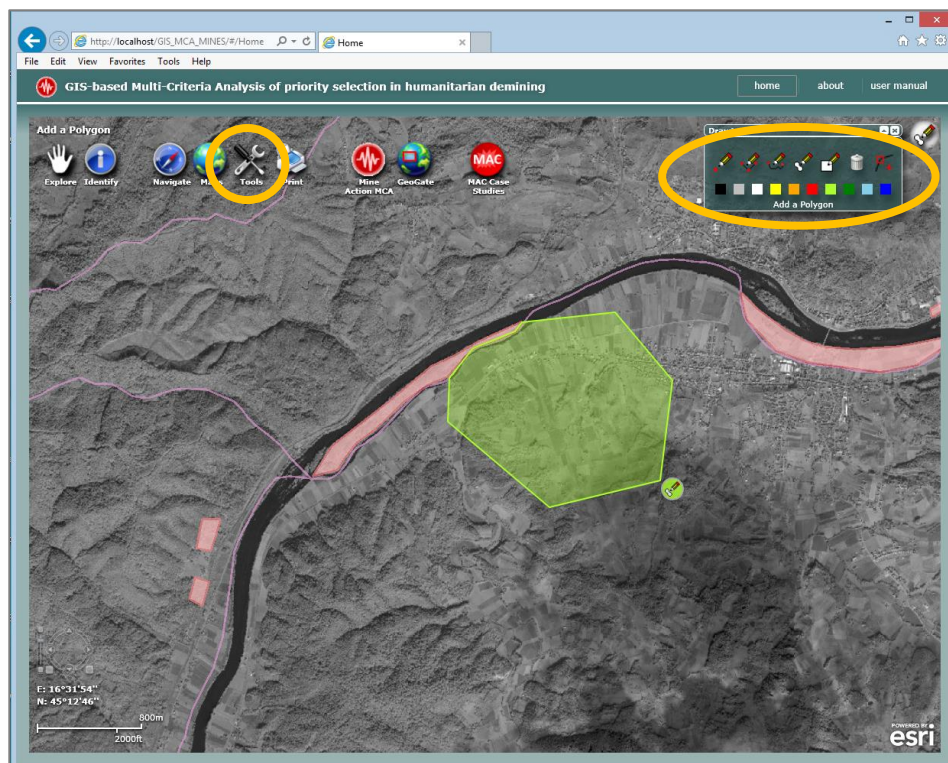 http://localhost/GIS_MCA_MINES/#/Home
Home
File Edit View Favorites Tools Help
GIS-based Multi-Criteria Analysis of priority selection in humanitarian demining
home about user manual
Add a Polygon
Explore Identify Navigate Tools Print Mine Action MCA GeoGate MAC MAC Case Studies
Add a Polygon
E: 16°31'54"
N: 45°12'46"
800m
2000ft
POWERED BY
esri